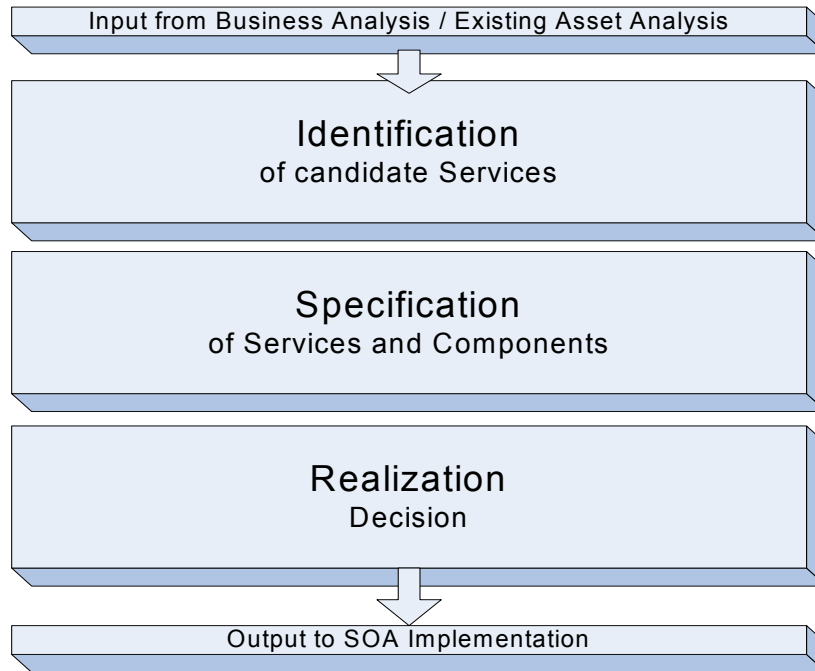 Input from Business Analysis / Existing Asset Analysis
Identification
of candidate Services
Specification
of Services and Components
Realization
Decision
Output to SOA Implementation